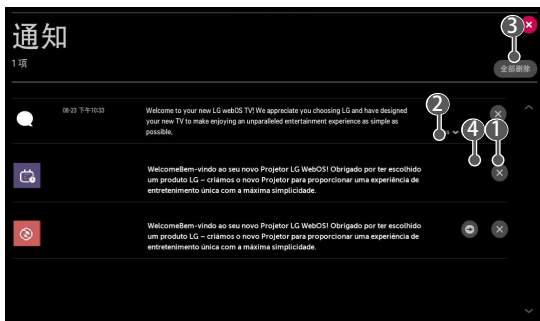 通知
1 项
3
全部删除
08-23 下午10:33
Welcome to your new LG webOS TV! We appreciate you choosing LG and have designed
your new TV to make enjoying an unparalleled entertainment experience as simple as
possible,
2
4
1
WelcomeBem-vindo ao seu novo Projetor LG WebOS! Obrigado por ter escolhido
um produto LG – criámos o novo Projetor para proporcionar uma experiência de
entretenimento única com a máxima simplicidade.
WelcomeBem-vindo ao seu novo Projetor LG WebOS! Obrigado por ter escolhido
um produto LG – criámos o novo Projetor para proporcionar uma experiência de
entretenimento única com a máxima simplicidade.